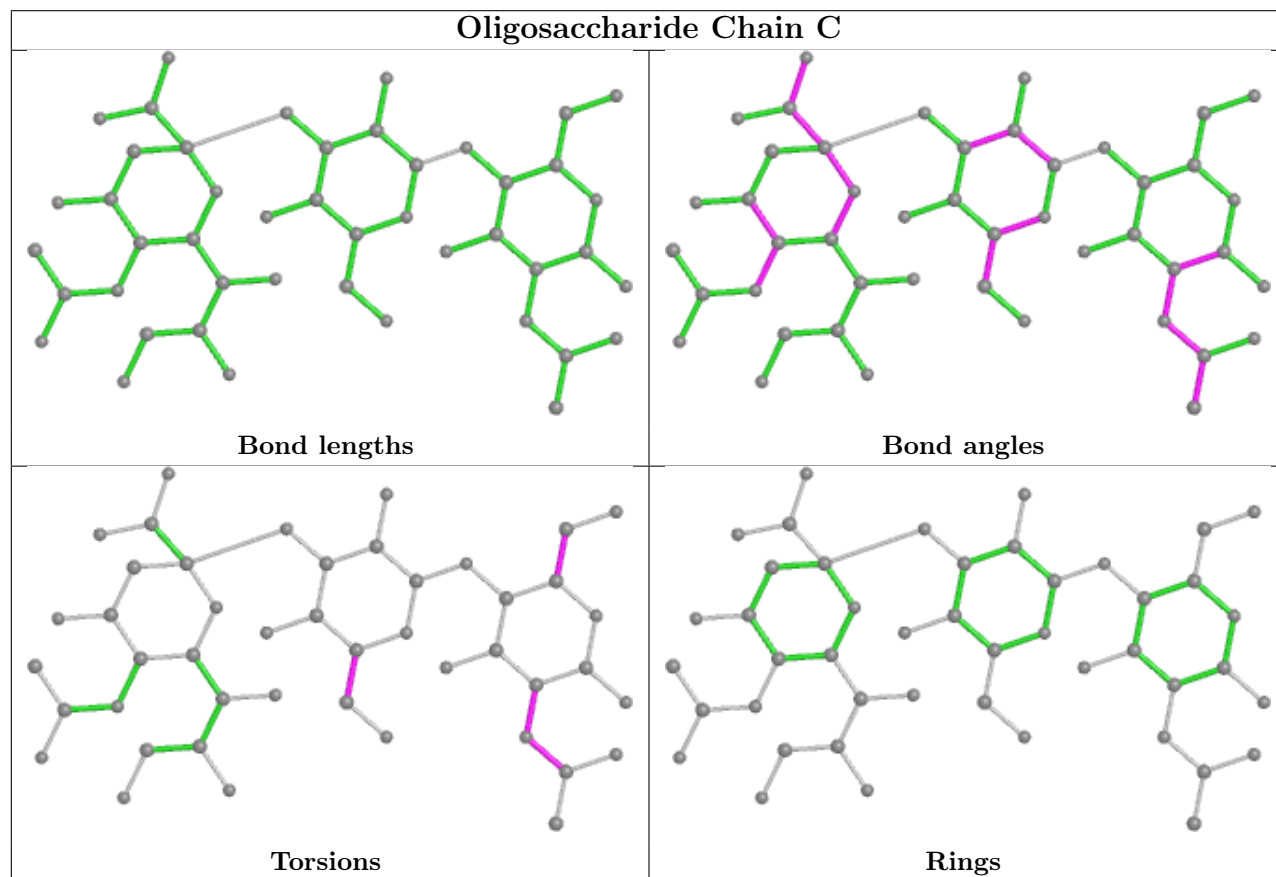 Oligosaccharide Chain C
Bond lengths
Bond angles
Torsions
Rings